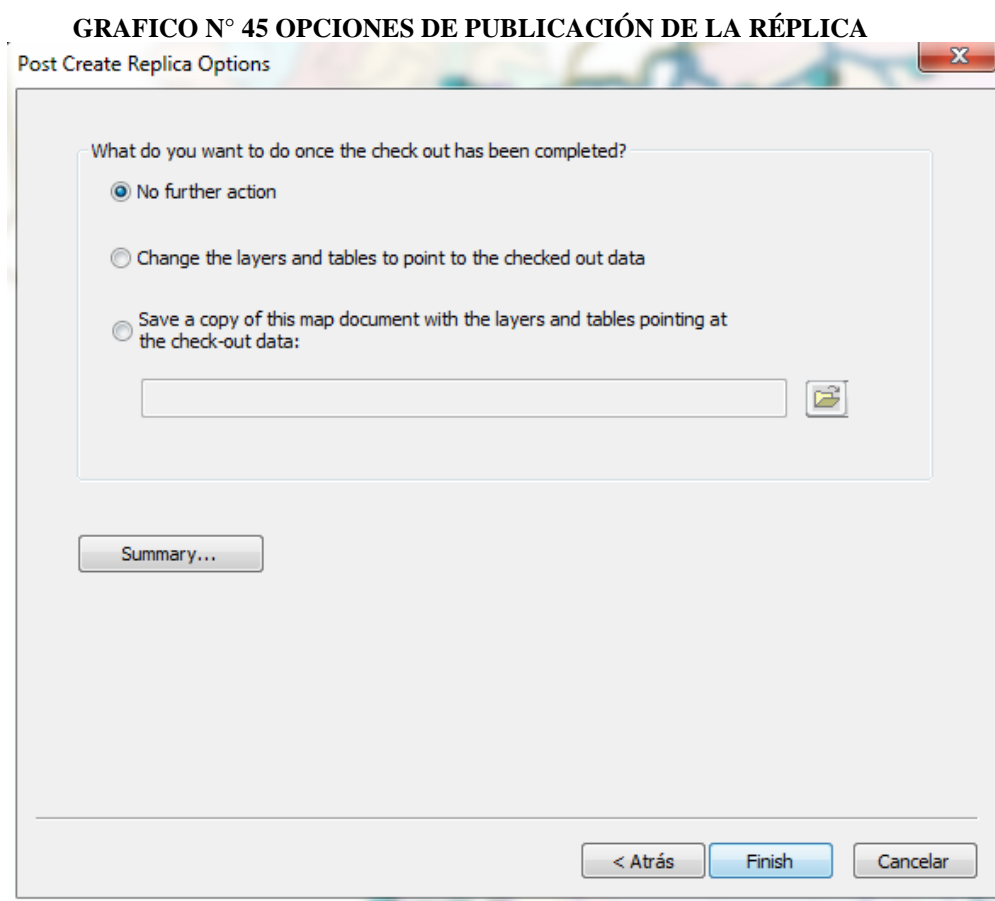 GRAFICO N° 45 OPCIONES DE PUBLICACIÓN DE LA RÉPLICA
Post Create Replica Options
X
What do you want to do once the check out has been completed?
No further action
Change the layers and tables to point to the checked out data
Save a copy of this map document with the layers and tables pointing at
the check-out data:
Summary...
< Atrás Finish Cancelar